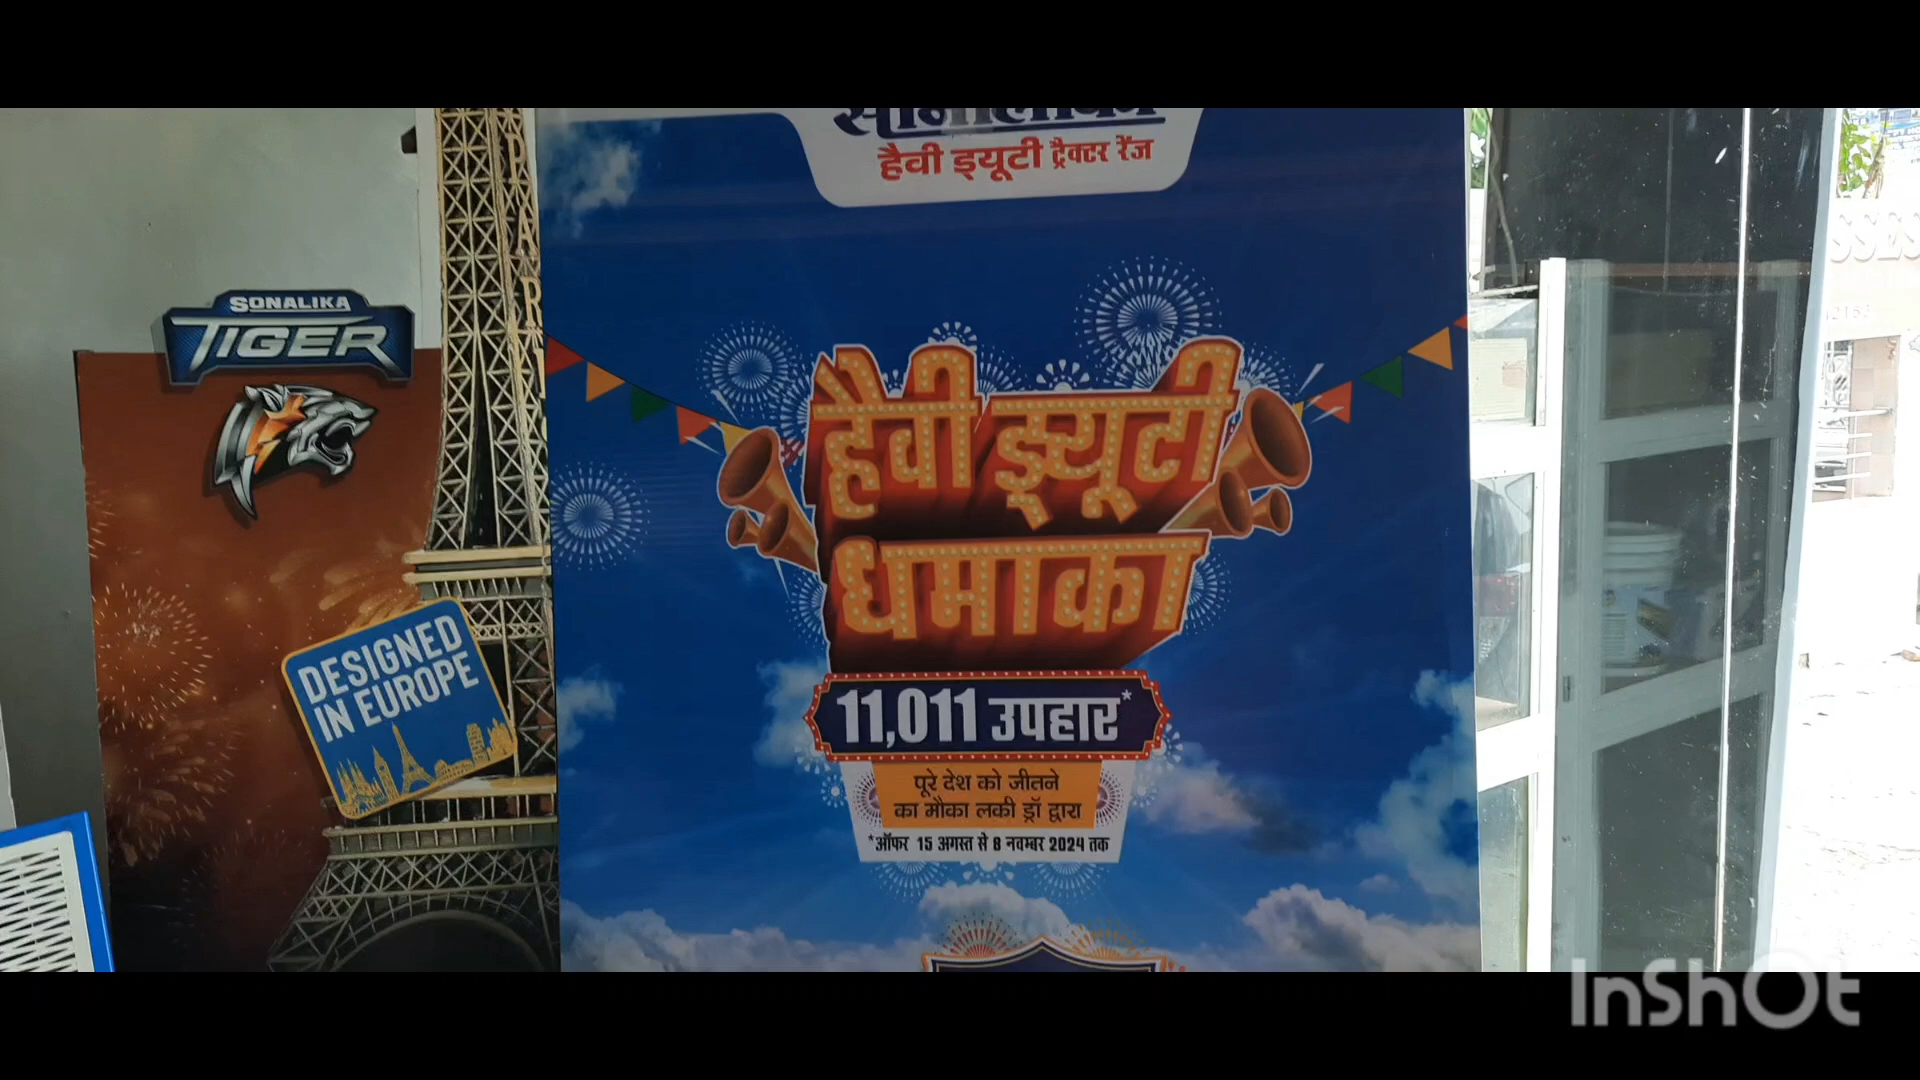 सोनालीका
हैवी ड्यूटी ट्रैक्टर रेंज
SONALIKA
TIGER
PAR
DESIGNED
IN EUROPE
हैवी ड्यूटी
धमाका
11,011 उपहार*
पूरे देश को जीतने
का मौका लकी ड्रॉ द्वारा
*ऑफर 15 अगस्त से 8 नवम्बर 2024 तक
InShOt